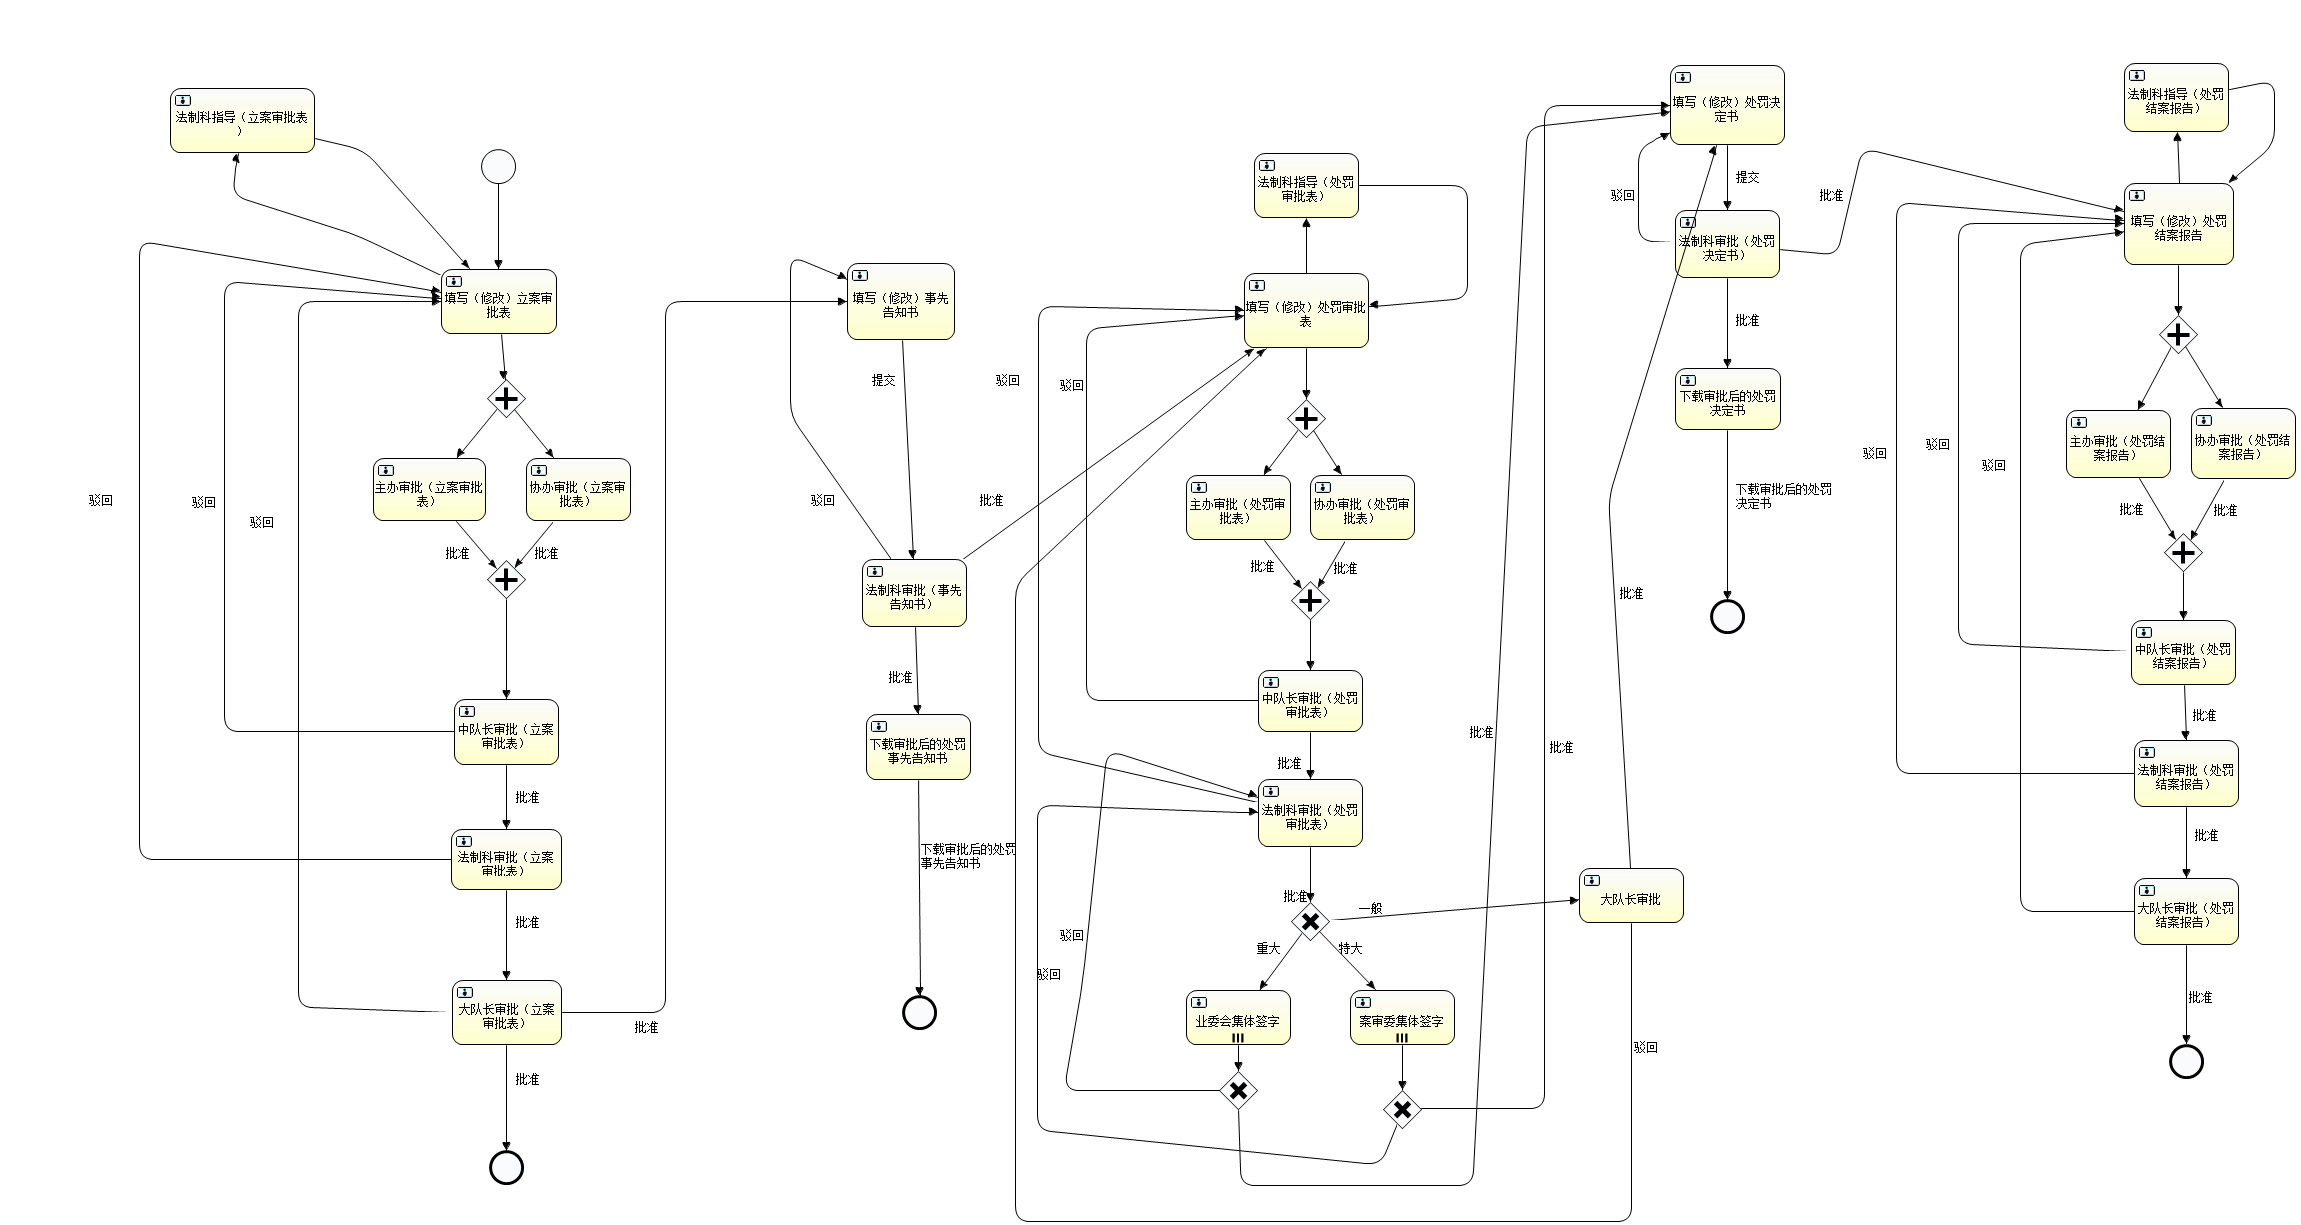 法制科指导（立案审批表
）
填写（修改）立案审
批表
主办审批（立案审批
表）
协办审批（立案审
批表）
驳回
驳回
驳回
批准
批准
中队长审批（立案
审批表）
批准
法制科审批（立案
审批表）
批准
大队长审批（立案
审批表）
批准
批准
填写（修改）事先
告知书
提交
驳回
法制科审批（事先
告知书）
批准
批准
下载审批后的处罚
事先告知书
下载审批后的处罚
事先告知书
法制科指导（处罚
审批表）
填写（修改）处罚审批
表
驳回
驳回
主办审批（处罚审
批表）
协办审批（处罚审
批表）
批准
批准
中队长审批（处罚
审批表）
批准
法制科审批（处罚
审批表）
批准
一般
重大
特大
驳回
驳回
业委会集体签字
案审委集体签字
批准
批准
大队长审批
批准
驳回
填写（修改）处罚决
定书
提交
驳回
法制科审批（处罚
决定书）
批准
批准
下载审批后的处罚
决定书
下载审批后的处罚
决定书
法制科指导（处罚
结案报告）
填写（修改）处罚
结案报告
主办审批（处罚结
案报告）
协办审批（处罚结
案报告）
驳回
驳回
驳回
批准
批准
中队长审批（处罚
结案报告）
批准
法制科审批（处罚
结案报告）
批准
大队长审批（处罚
结案报告）
批准